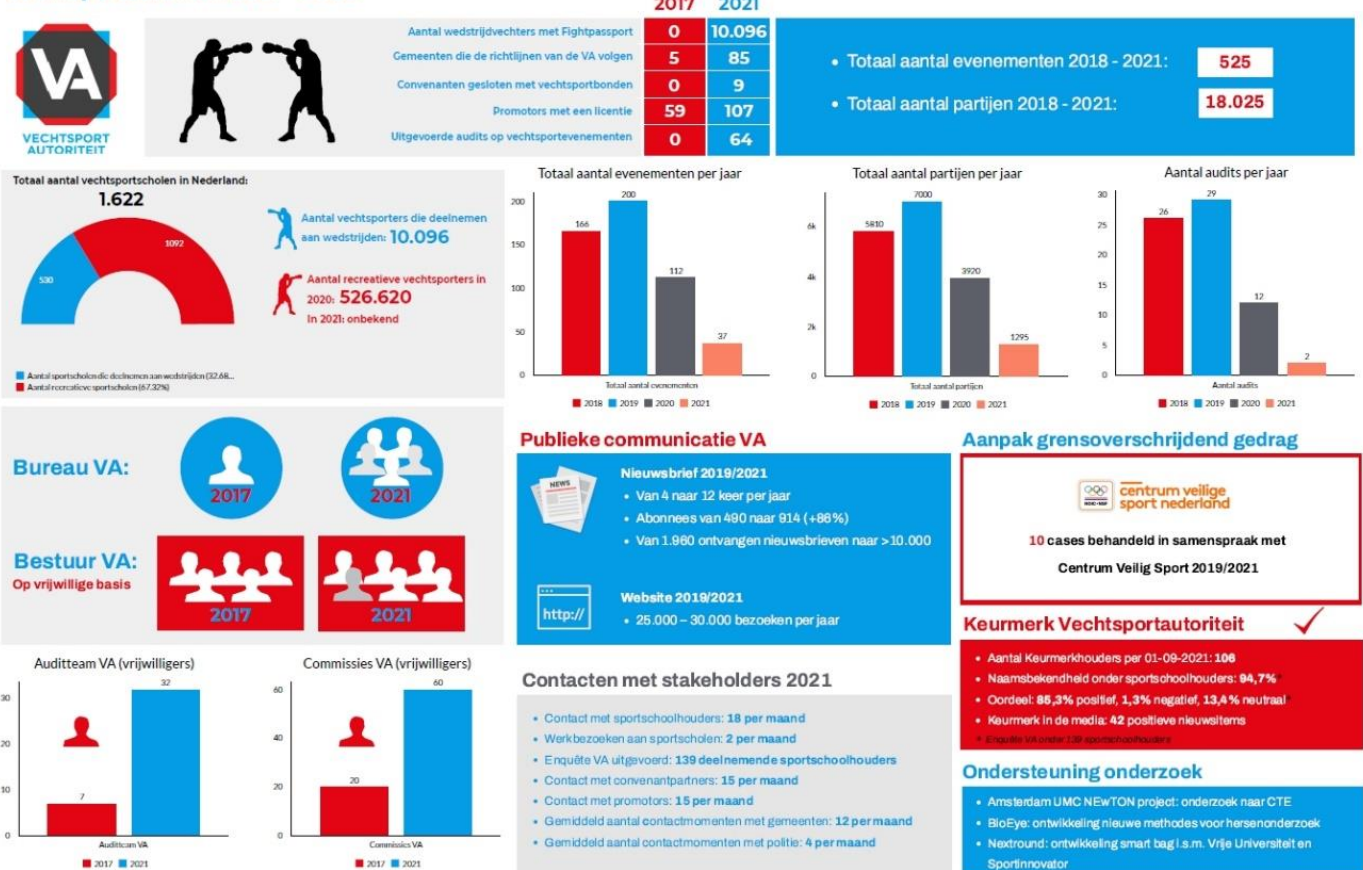 2017 2021
VA
VECHTSPORT
AUTORITEIT
Aantal wedstrijdvechters met Fightpassport 0 10.096
Gemeenten die de richtlijnen van de VA volgen 5 85
Convenanten gesloten met vechtsportbonden 0 9
Promotors met een licentie 59 107
Uitgevoerde audits op vechtsportevenementen 0 64
• Totaal aantal evenementen 2018 - 2021: 525
• Totaal aantal partijen 2018 - 2021: 18.025
Totaal aantal vechtsportscholen in Nederland:
1.622
1092
530
Aantal sportscholen die deelnemen aan wedstrijden (32.68...
Aantal recreatieve sportscholen (67.32%)
Aantal vechtsporters die deelnemen
aan wedstrijden: 10.096
Aantal recreatieve vechtsporters in
2020: 526.620
In 2021: onbekend
Totaal aantal evenementen per jaar
200
150
100
50
0
166
200
112
37
Totaal aantal evenementen
2018 2019 2020 2021
Totaal aantal partijen per jaar
6k
4k
2k
0
5810
7000
3920
1295
Totaal aantal partijen
2018 2019 2020 2021
Aantal audits per jaar
30
25
20
15
10
5
0
26
29
12
2
Aantal audits
2018 2019 2020 2021
Bureau VA:
2017
2021
Bestuur VA:
Op vrijwillige basis
2017
2021
Auditteam VA (vrijwilligers)
30
20
10
0
7
32
Auditteam VA
2017 2021
Commissies VA (vrijwilligers)
60
40
20
0
20
60
Commissies VA
2017 2021
Publieke communicatie VA
NEWS
Nieuwsbrief 2019/2021
• Van 4 naar 12 keer per jaar
• Abonnees van 490 naar 914 (+86%)
• Van 1.960 ontvangen nieuwsbrieven naar >10.000
http://
Website 2019/2021
• 25.000 – 30.000 bezoeken per jaar
Contacten met stakeholders 2021
• Contact met sportschoolhouders: 18 per maand
• Werkbezoeken aan sportscholen: 2 per maand
• Enquête VA uitgevoerd: 139 deelnemende sportschoolhouders
• Contact met convenantpartners: 15 per maand
• Contact met promotors: 15 per maand
• Gemiddeld aantal contactmomenten met gemeenten: 12 per maand
• Gemiddeld aantal contactmomenten met politie: 4 per maand
Aanpak grensoverschrijdend gedrag
centrum veilige
sport nederland
10 cases behandeld in samenspraak met
Centrum Veilig Sport 2019/2021
Keurmerk Vechtsportautoriteit
• Aantal Keurmerkhouders per 01-09-2021: 106
• Naamsbekendheid onder sportschoolhouders: 94,7%*
• Oordeel: 85,3% positief, 1,3% negatief, 13,4% neutraal*
• Keurmerk in de media: 42 positieve nieuwsitems
* Enquête VA onder 139 sportschoolhouders
Ondersteuning onderzoek
• Amsterdam UMC NEwTON project: onderzoek naar CTE
• BioEye: ontwikkeling nieuwe methodes voor hersenonderzoek
• Nextround: ontwikkeling smart bag i.s.m. Vrije Universiteit en
Sportinnovator